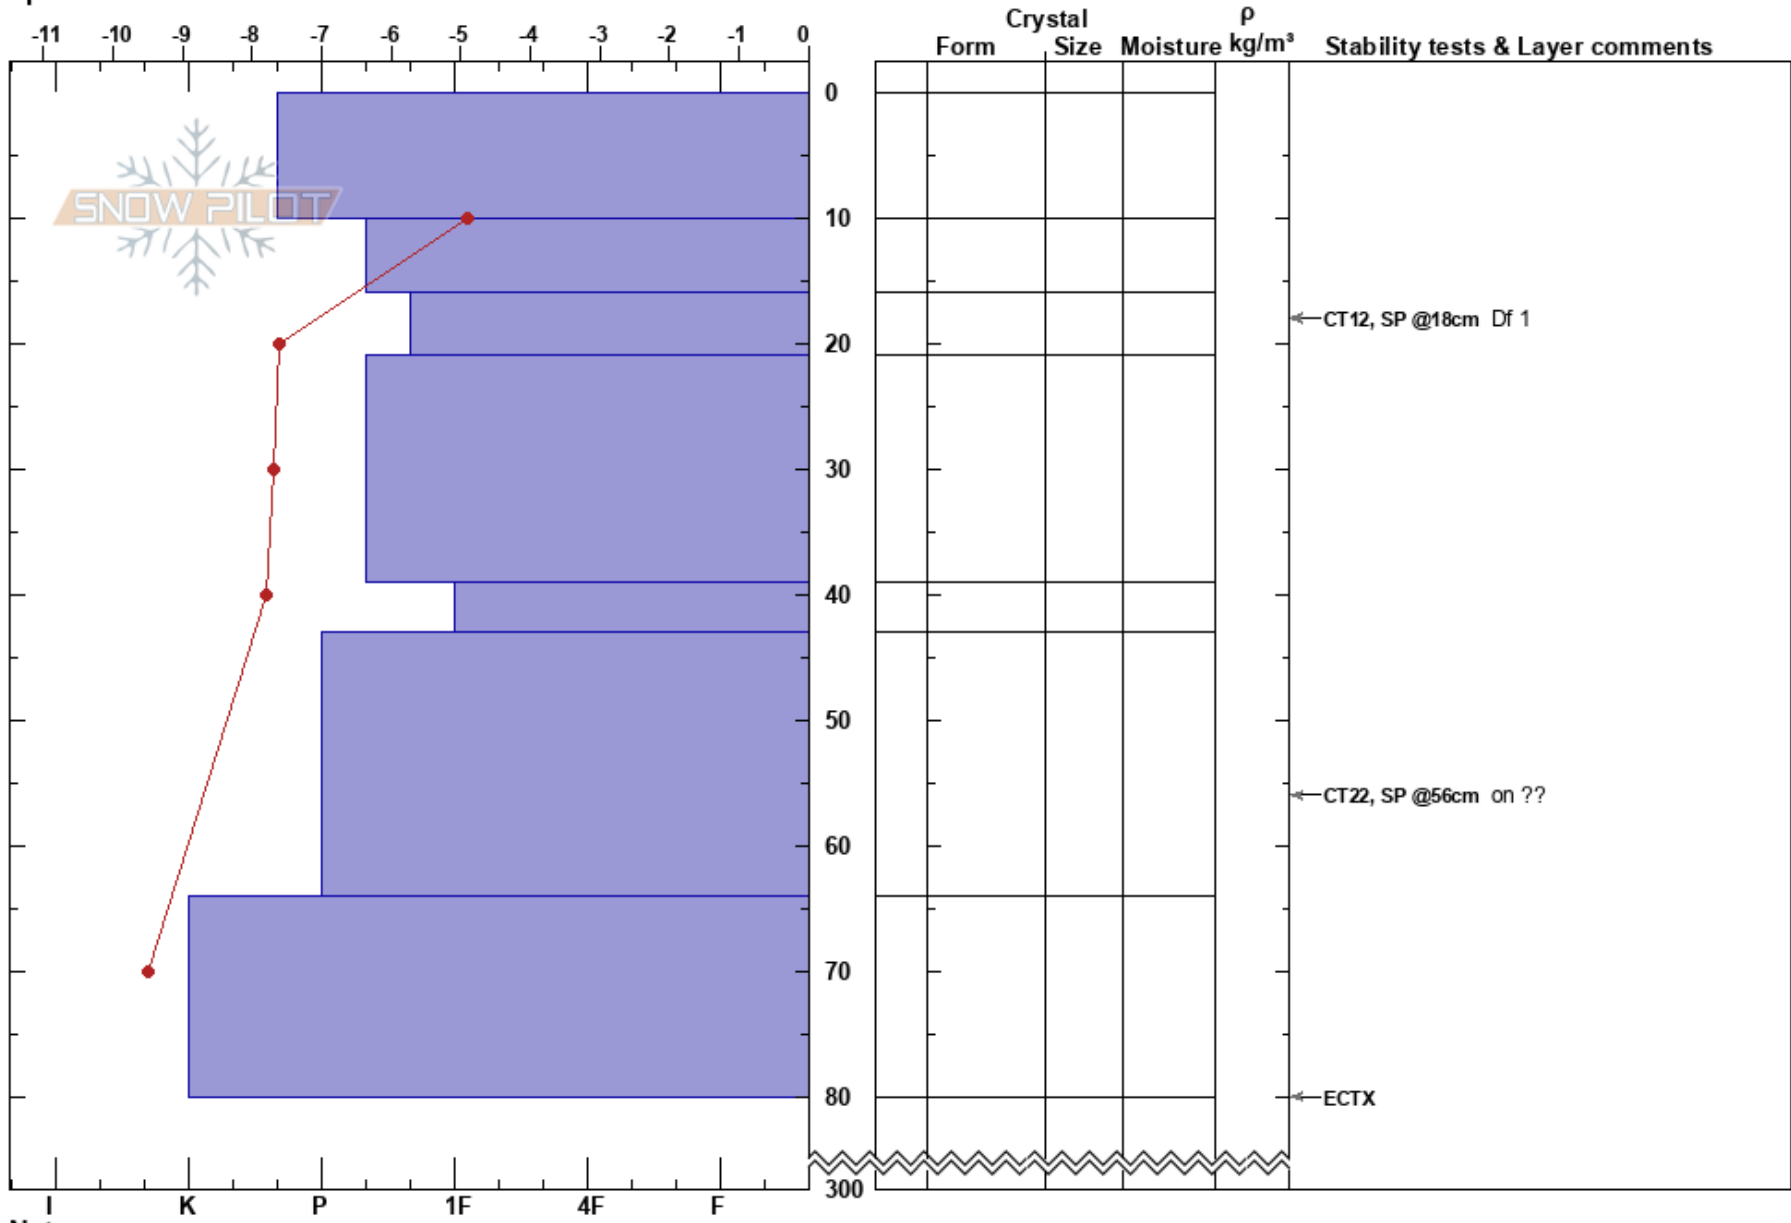 Crystal ρ
-11 -10 -9 -8 -7 -6 -5 -4 -3 -2 -1 0
Form Size Moisture kg/m³ Stability tests & Layer comments
0
SNOW PILOT
10
CT12, SP @18cm Df 1
20
30
40
50
CT22, SP @56cm on ??
60
70
80 ECTX
300
I K P 1F 4F F